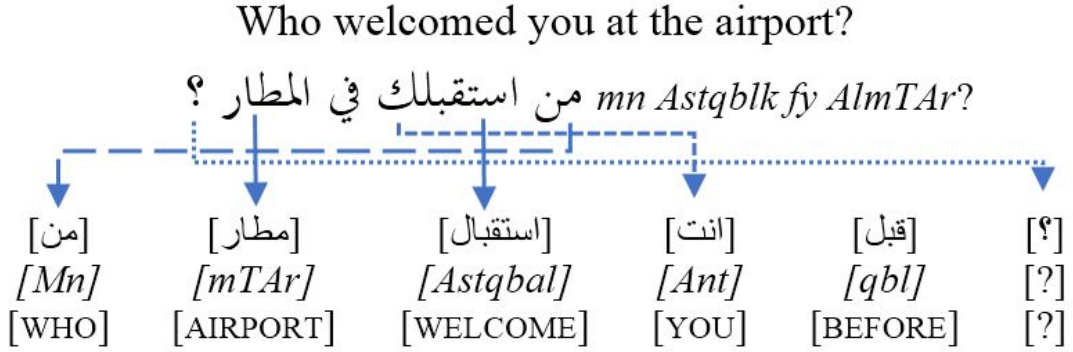 Who welcomed you at the airport?
من استقبلك في المطار ؟ mn Astqblk fy AlmTAr?
[من] [مطار] [استقبال] [انت] [قبل] [؟]
[Mn] [mTAr] [Astqbal] [Ant] [qbl] [?]
[WHO] [AIRPORT] [WELCOME] [YOU] [BEFORE] [?]